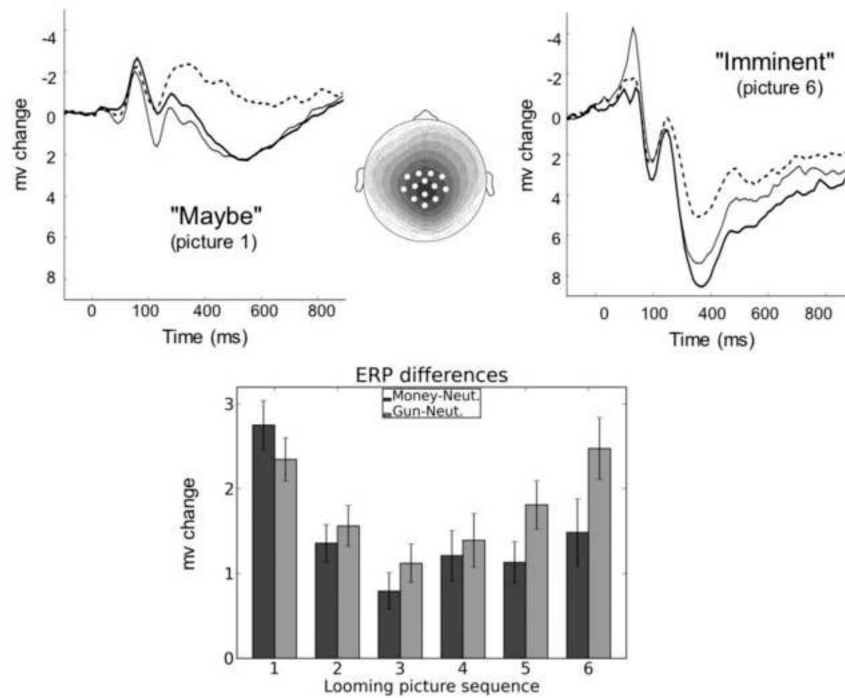 -4
-2
0
2
4
6
8
mv change
"Maybe"
(picture 1)
0 100 400 600 800
Time (ms)
-4
-2
0
2
4
6
8
mv change
"Imminent"
(picture 6)
0 100 400 600 800
Time (ms)
ERP differences
Money-Neut.
Gun-Neut.
3
2
1
0
mv change
1 2 3 4 5 6
Looming picture sequence